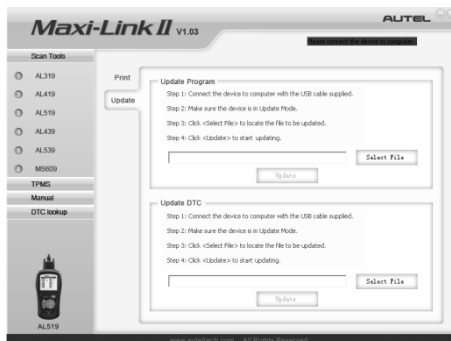 Maxi-Link II V1.03
AUTEL
Please connect the device to computer.
Scan Tools
AL319
AL419
AL519
AL439
AL539
MS609
TPMS
Manual
DTC lookup
AL519
Print
Update
Update Program
Step 1: Connect the device to computer with the USB cable supplied.
Step 2: Make sure the device is in Update Mode.
Step 3: Click <Select File> to locate the file to be updated.
Step 4: Click <Update> to start updating.
Select File
Update
Update DTC
Step 1: Connect the device to computer with the USB cable supplied.
Step 2: Make sure the device is in Update Mode.
Step 3: Click <Select File> to locate the file to be updated.
Step 4: Click <Update> to start updating.
Select File
Update
www.auteltech.com All Rights Reserved